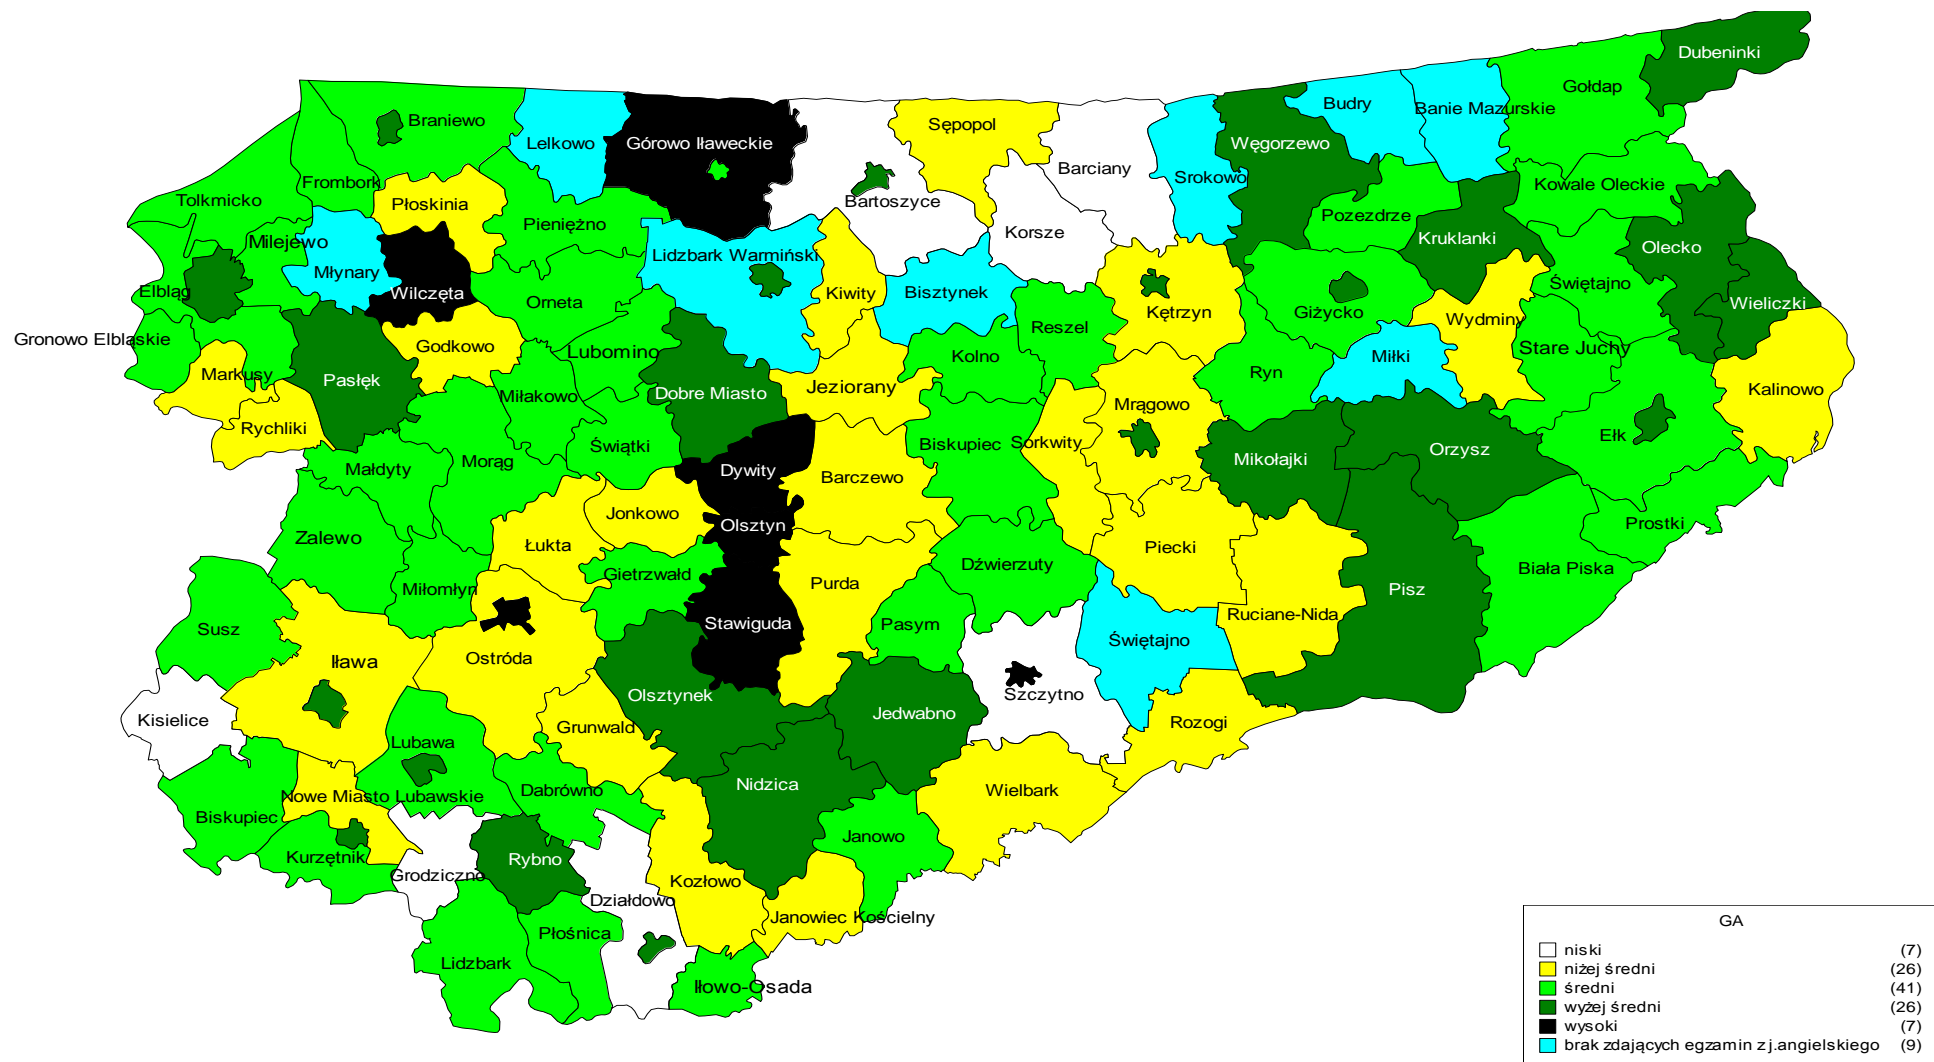 Dubeninki
Gołdap
Budry
Banie Mazurskie
Braniewo
Sępopol
Lelkowo
Górowo Iławeckie
Węgorzewo
Barciany
Srokowo
Frombork
Kowale Oleckie
Tolkmicko
Płoskinia
Bartoszyce
Pozezdrze
Pieniężno
Korsze
Kruklanki
Olecko
Milejewo
Lidzbark Warmiński
Młynary
Elbląg
Wilczęta
Kiwity
Bisztynek
Świętajno
Orneta
Wieliczki
Kętrzyn
Giżycko
Wydminy
Reszel
Gronowo Elbląskie
Godkowo
Lubomino
Kolno
Miłki
Stare Juchy
Markusy
Pasłęk
Ryn
Jeziorany
Kalinowo
Dobre Miasto
Miłakowo
Mrągowo
Rychliki
Świątki
Biskupiec
Sorkwity
Ełk
Orzysz
Morąg
Małdyty
Mikołajki
Dywity
Barczewo
Jonkowo
Olsztyn
Prostki
Zalewo
Łukta
Piecki
Dźwierzuty
Biała Piska
Gietrzwałd
Purda
Miłomłyn
Pisz
Ruciane-Nida
Susz
Stawiguda
Pasym
Świętajno
Iława
Ostróda
Olsztynek
Szczytno
Jedwabno
Kisielice
Grunwald
Rozogi
Lubawa
Nidzica
Dąbrówno
Wielbark
Nowe Miasto Lubawskie
Biskupiec
Janowo
Kurzętnik
Rybno
Grodziczno
Kozłowo
Działdowo
Janowiec Kościelny
Płośnica
Lidzbark
Iłowo-Osada
GA
niski (7)
niżej średni (26)
średni (41)
wyżej średni (26)
wysoki (7)
brak zdających egzamin z j.angielskiego (9)